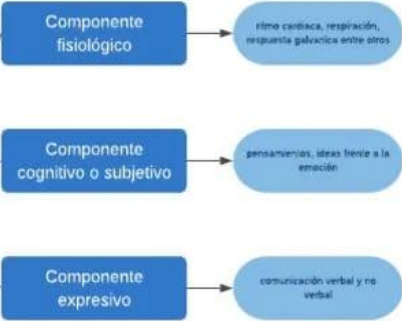 Componente
fisiológico
ritmo cardiaca, respiración,
respuesta galvanica entre otros
Componente
cognitivo o subjetivo
pensamientos, ideas frente a la
emoción
Componente
expresivo
comunicación verbal y no
verbal